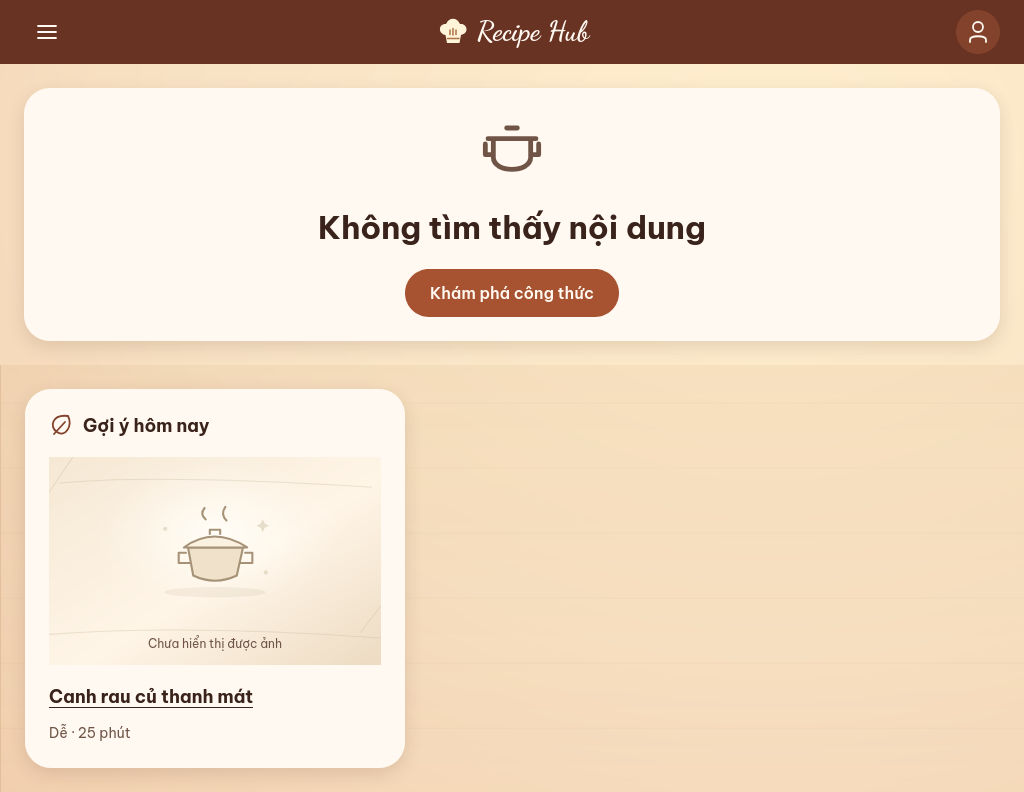 Recipe Hub
Không tìm thấy nội dung
Khám phá công thức
Gợi ý hôm nay
Chưa hiển thị được ảnh
Canh rau củ thanh mát
Dễ · 25 phút